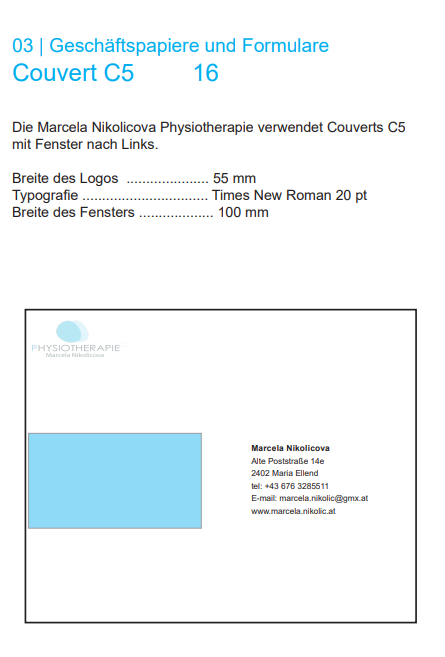 03 | Geschäftspapiere und Formulare
Couvert C5 16
Die Marcela Nikolicova Physiotherapie verwendet Couverts C5
mit Fenster nach Links.
Breite des Logos ..................... 55 mm
Typografie ................................ Times New Roman 20 pt
Breite des Fensters ................... 100 mm
PHYSIOTHERAPIE
Marcela Nikolicova
Marcela Nikolicova
Alte Poststraße 14e
2402 Maria Ellend
tel: +43 676 3285511
E-mail: marcela.nikolic@gmx.at
www.marcela.nikolic.at